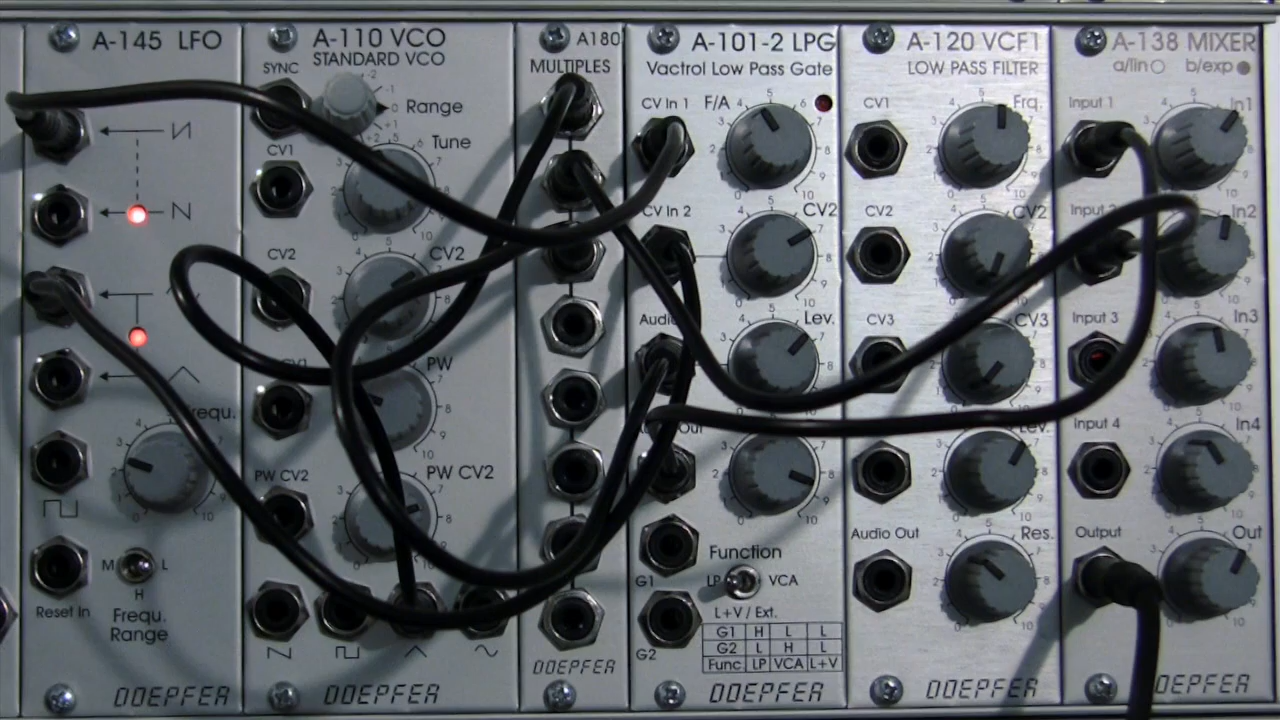 A-145 LFO
Frequ.
10
Reset In
M L
H
Frequ.
Range
DOEPFER
A-110 VCO
STANDARD VCO
SYNC
Range
Tune
CV1
CV2
CV2
PW
PW CV2
PW CV2
DOEPFER
A180
MULTIPLES
DOEPFER
A-101-2 LPG
Vactrol Low Pass Gate
CV In 1
F/A
CV In 2
CV2
Audio
Lev.
Out
Function
LP VCA
G1
G2
L+V / Ext.
G1 H L L
G2 L H L
Func. LP VCA L+V
DOEPFER
A-120 VCF1
LOW PASS FILTER
CV1
Frq.
CV2
CV2
CV3
CV3
Lev.
Audio Out
Res.
DOEPFER
A-138 MIXER
a/lin b/exp
Input 1
In1
Input 2
In2
Input 3
In3
Input 4
In4
Output
Out
DOEPFER